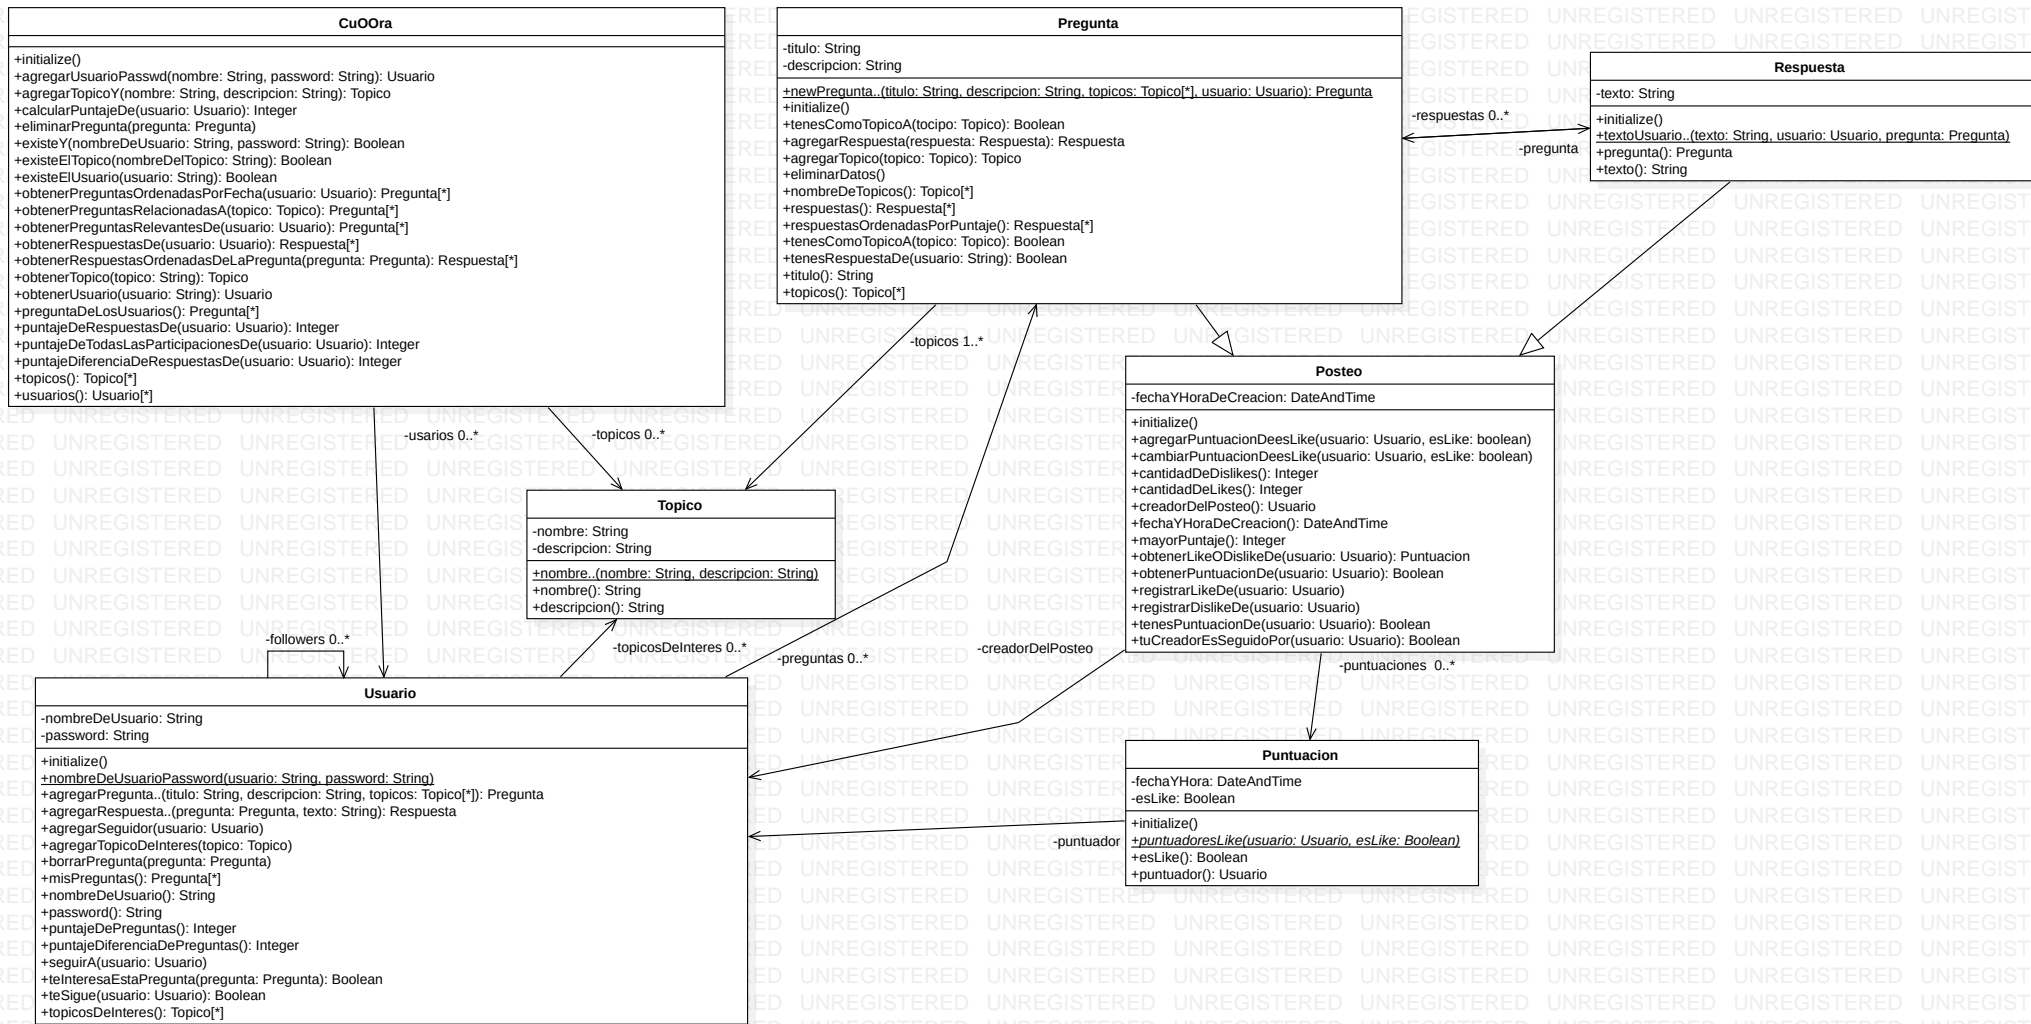 CuOOra
+initialize()
+agregarUsuarioPasswd(nombre: String, password: String): Usuario
+agregarTopicoY(nombre: String, descripcion: String): Topico
+calcularPuntajeDe(usuario: Usuario): Integer
+eliminarPregunta(pregunta: Pregunta)
+existeY(nombreDeUsuario: String, password: String): Boolean
+existeElTopico(nombreDelTopico: String): Boolean
+existeElUsuario(usuario: String): Boolean
+obtenerPreguntasOrdenadasPorFecha(usuario: Usuario): Pregunta[*]
+obtenerPreguntasRelacionadasA(topico: Topico): Pregunta[*]
+obtenerPreguntasRelevantesDe(usuario: Usuario): Pregunta[*]
+obtenerRespuestasDe(usuario: Usuario): Respuesta[*]
+obtenerRespuestasOrdenadasDeLaPregunta(pregunta: Pregunta): Respuesta[*]
+obtenerTopico(topico: String): Topico
+obtenerUsuario(usuario: String): Usuario
+preguntaDeLosUsuarios(): Pregunta[*]
+puntajeDeRespuestasDe(usuario: Usuario): Integer
+puntajeDeTodasLasParticipacionesDe(usuario: Usuario): Integer
+puntajeDiferenciaDeRespuestasDe(usuario: Usuario): Integer
+topicos(): Topico[*]
+usuarios(): Usuario[*]
Pregunta
-titulo: String
-descripcion: String
+newPregunta..(titulo: String, descripcion: String, topicos: Topico[*], usuario: Usuario): Pregunta
+initialize()
+tenesComoTopicoA(tocipo: Topico): Boolean
+agregarRespuesta(respuesta: Respuesta): Respuesta
+agregarTopico(topico: Topico): Topico
+eliminarDatos()
+nombreDeTopicos(): Topico[*]
+respuestas(): Respuesta[*]
+respuestasOrdenadasPorPuntaje(): Respuesta[*]
+tenesComoTopicoA(topico: Topico): Boolean
+tenesRespuestaDe(usuario: String): Boolean
+titulo(): String
+topicos(): Topico[*]
-respuestas 0..*
-pregunta
Respuesta
-texto: String
+initialize()
+textoUsuario..(texto: String, usuario: Usuario, pregunta: Pregunta)
+pregunta(): Pregunta
+texto(): String
-usarios 0..*
-topicos 0..*
-topicos 1..*
Posteo
-fechaYHoraDeCreacion: DateAndTime
+initialize()
+agregarPuntuacionDeesLike(usuario: Usuario, esLike: boolean)
+cambiarPuntuacionDeesLike(usuario: Usuario, esLike: boolean)
+cantidadDeDislikes(): Integer
+cantidadDeLikes(): Integer
+creadorDelPosteo(): Usuario
+fechaYHoraDeCreacion(): DateAndTime
+mayorPuntaje(): Integer
+obtenerLikeODislikeDe(usuario: Usuario): Puntuacion
+obtenerPuntuacionDe(usuario: Usuario): Boolean
+registrarLikeDe(usuario: Usuario)
+registrarDislikeDe(usuario: Usuario)
+tenesPuntuacionDe(usuario: Usuario): Boolean
+tuCreadorEsSeguidoPor(usuario: Usuario): Boolean
Topico
-nombre: String
-descripcion: String
+nombre..(nombre: String, descripcion: String)
+nombre(): String
+descripcion(): String
-followers 0..*
-topicosDeInteres 0..*
-preguntas 0..*
-creadorDelPosteo
-puntuaciones 0..*
Usuario
-nombreDeUsuario: String
-password: String
+initialize()
+nombreDeUsuarioPassword(usuario: String, password: String)
+agregarPregunta..(titulo: String, descripcion: String, topicos: Topico[*]): Pregunta
+agregarRespuesta..(pregunta: Pregunta, texto: String): Respuesta
+agregarSeguidor(usuario: Usuario)
+agregarTopicoDeInteres(topico: Topico)
+borrarPregunta(pregunta: Pregunta)
+misPreguntas(): Pregunta[*]
+nombreDeUsuario(): String
+password(): String
+puntajeDePreguntas(): Integer
+puntajeDiferenciaDePreguntas(): Integer
+seguirA(usuario: Usuario)
+teInteresaEstaPregunta(pregunta: Pregunta): Boolean
+teSigue(usuario: Usuario): Boolean
+topicosDeInteres(): Topico[*]
-puntuador
Puntuacion
-fechaYHora: DateAndTime
-esLike: Boolean
+initialize()
+puntuadoresLike(usuario: Usuario, esLike: Boolean)
+esLike(): Boolean
+puntuador(): Usuario
UNREGISTERED